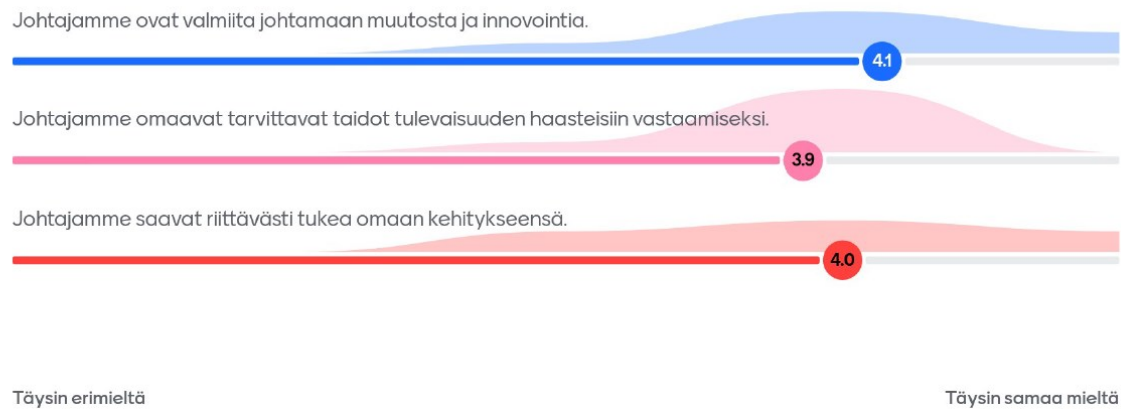 Johtajamme ovat valmiita johtamaan muutosta ja innovointia.
4.1
Johtajamme omaavat tarvittavat taidot tulevaisuuden haasteisiin vastaamiseksi.
3.9
Johtajamme saavat riittävästi tukea omaan kehitykseensä.
4.0
Täysin erimieltä
Täysin samaa mieltä